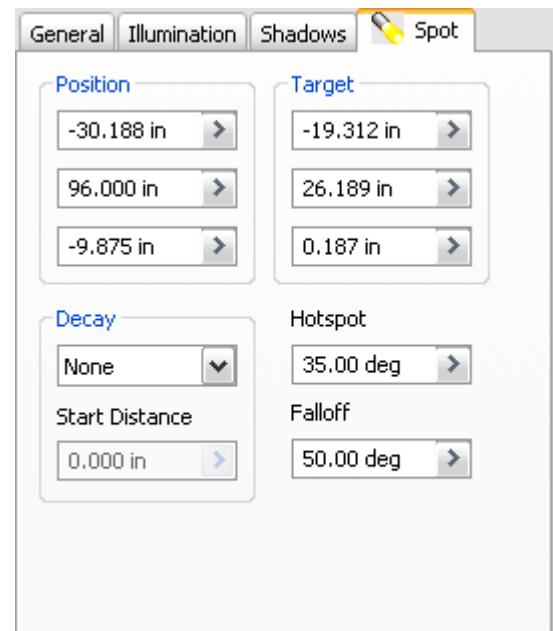 General Illumination Shadows Spot
Position
-30.188 in
96.000 in
-9.875 in
Target
-19.312 in
26.189 in
0.187 in
Decay
None
Start Distance
0.000 in
Hotspot
35.00 deg
Falloff
50.00 deg